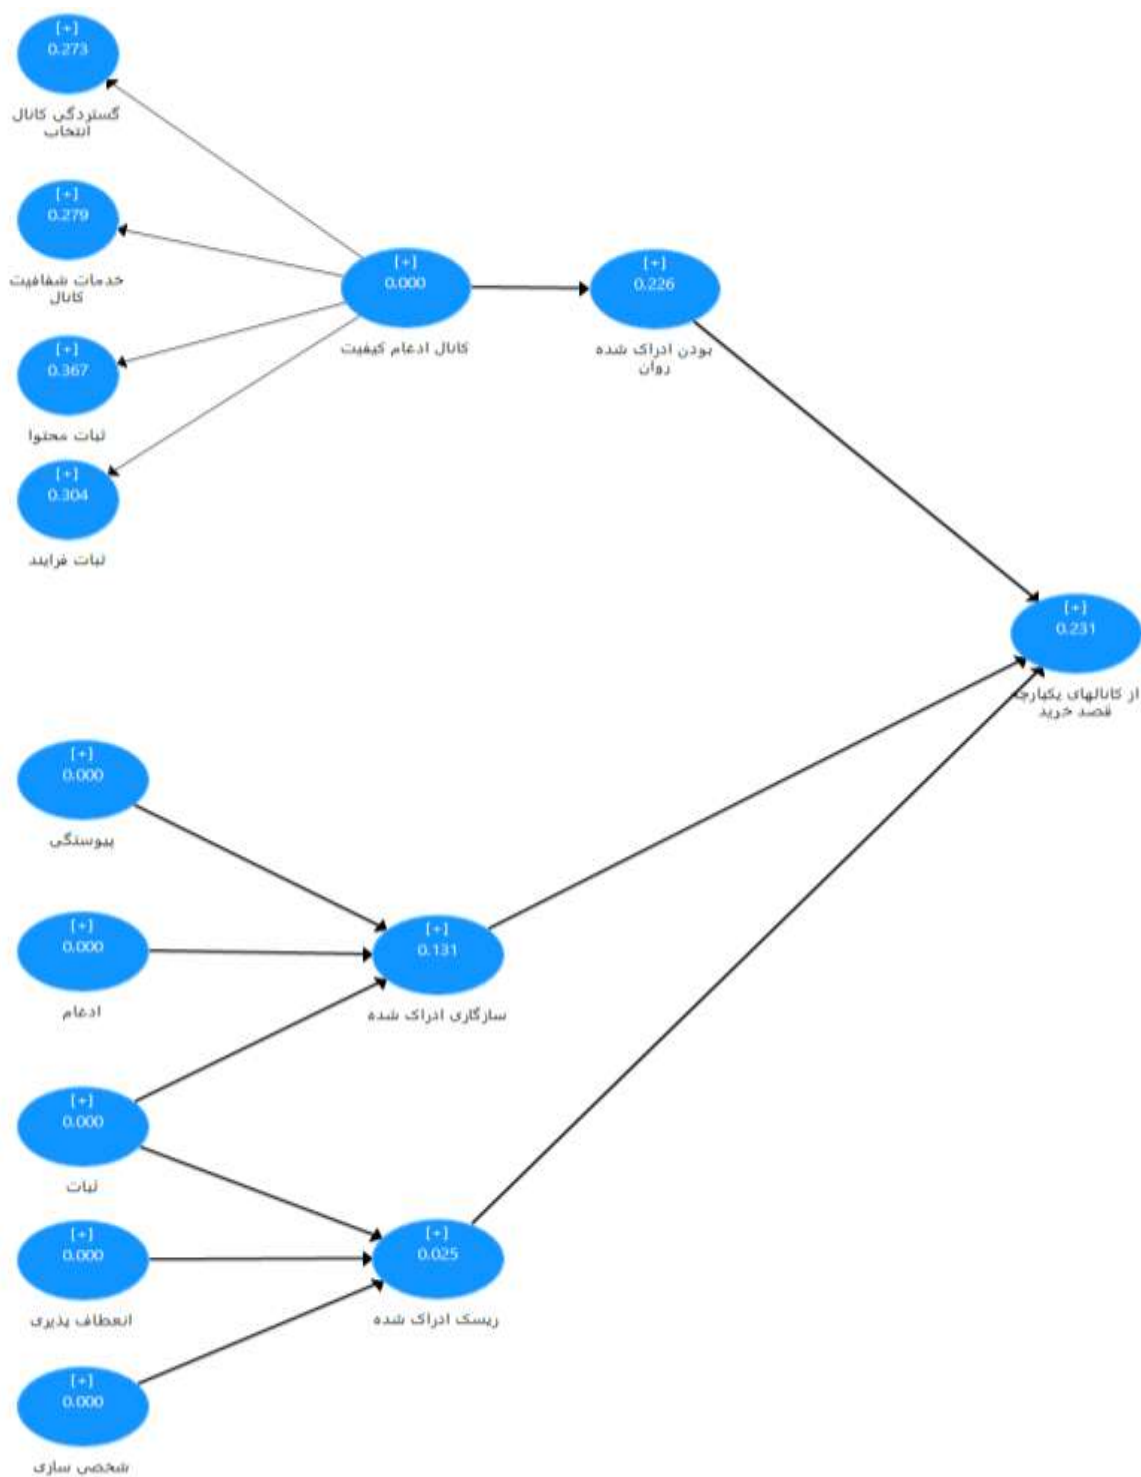 [+]
0.273
گستردگی کانال
انتخاب
[+]
0.279
خدمات شفافیت
کانال
[+]
0.367
ثبات محتوا
[+]
0.304
ثبات فرایند
[+]
0.000
کانال ادغام کیفیت
[+]
0.226
بودن ادراک شده
روان
[+]
0.231
از کانالهای یکپارچه
قصد خرید
[+]
0.000
پیوستگی
[+]
0.000
ادغام
[+]
0.131
سازگاری ادراک شده
[+]
0.000
ثبات
[+]
0.000
انعطاف پذیری
[+]
0.025
ریسک ادراک شده
[+]
0.000
شخصی سازی